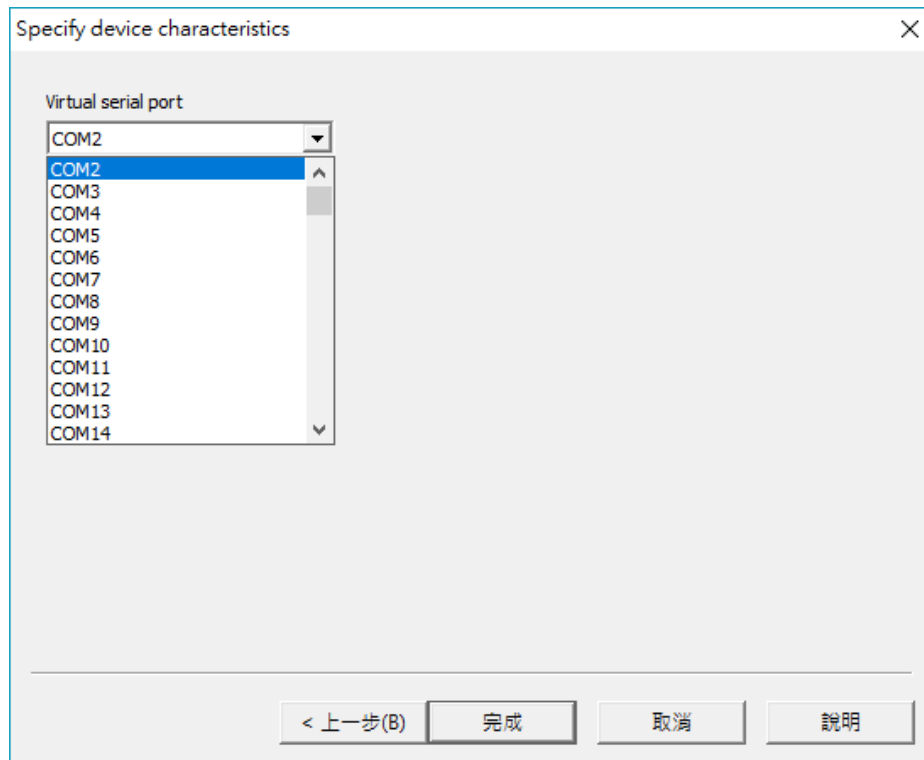 Specify device characteristics
Virtual serial port
COM2
COM2
COM3
COM4
COM5
COM6
COM7
COM8
COM9
COM10
COM11
COM12
COM13
COM14
< 上一步(B) 完成 取消 說明